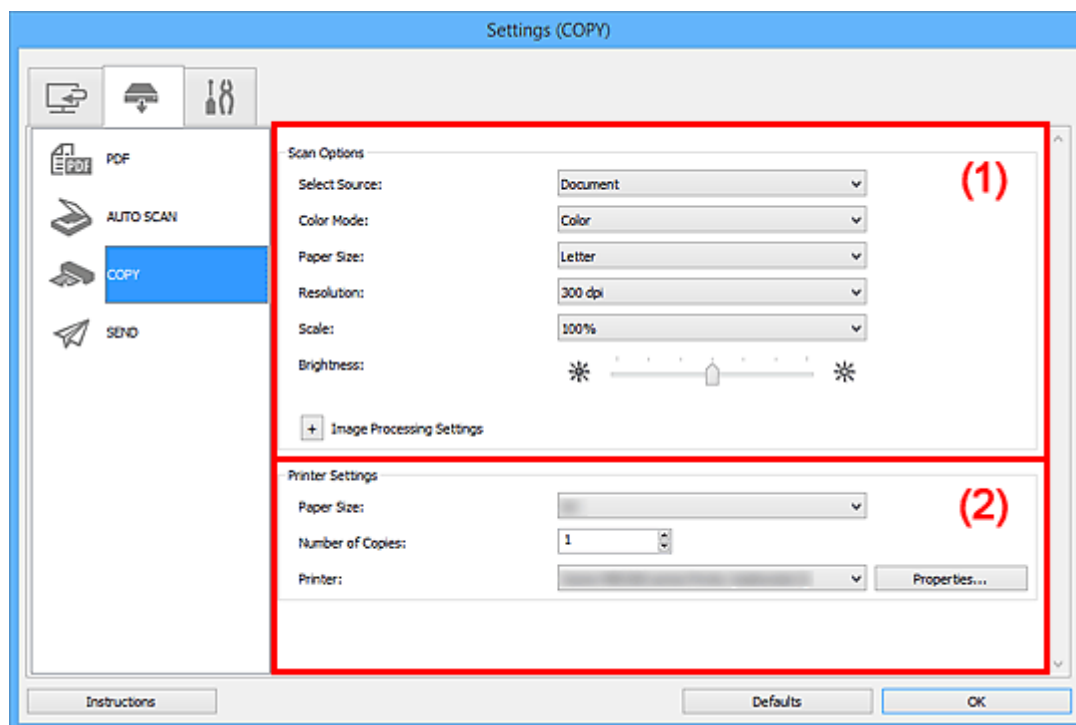 Settings (COPY)
PDF
PDF
AUTO SCAN
COPY
SEND
Scan Options
(1)
Select Source: Document
Color Mode: Color
Paper Size: Letter
Resolution: 300 dpi
Scale: 100%
Brightness:
+ Image Processing Settings
Printer Settings
(2)
Paper Size:
Number of Copies: 1
Printer: Properties...
Instructions Defaults OK